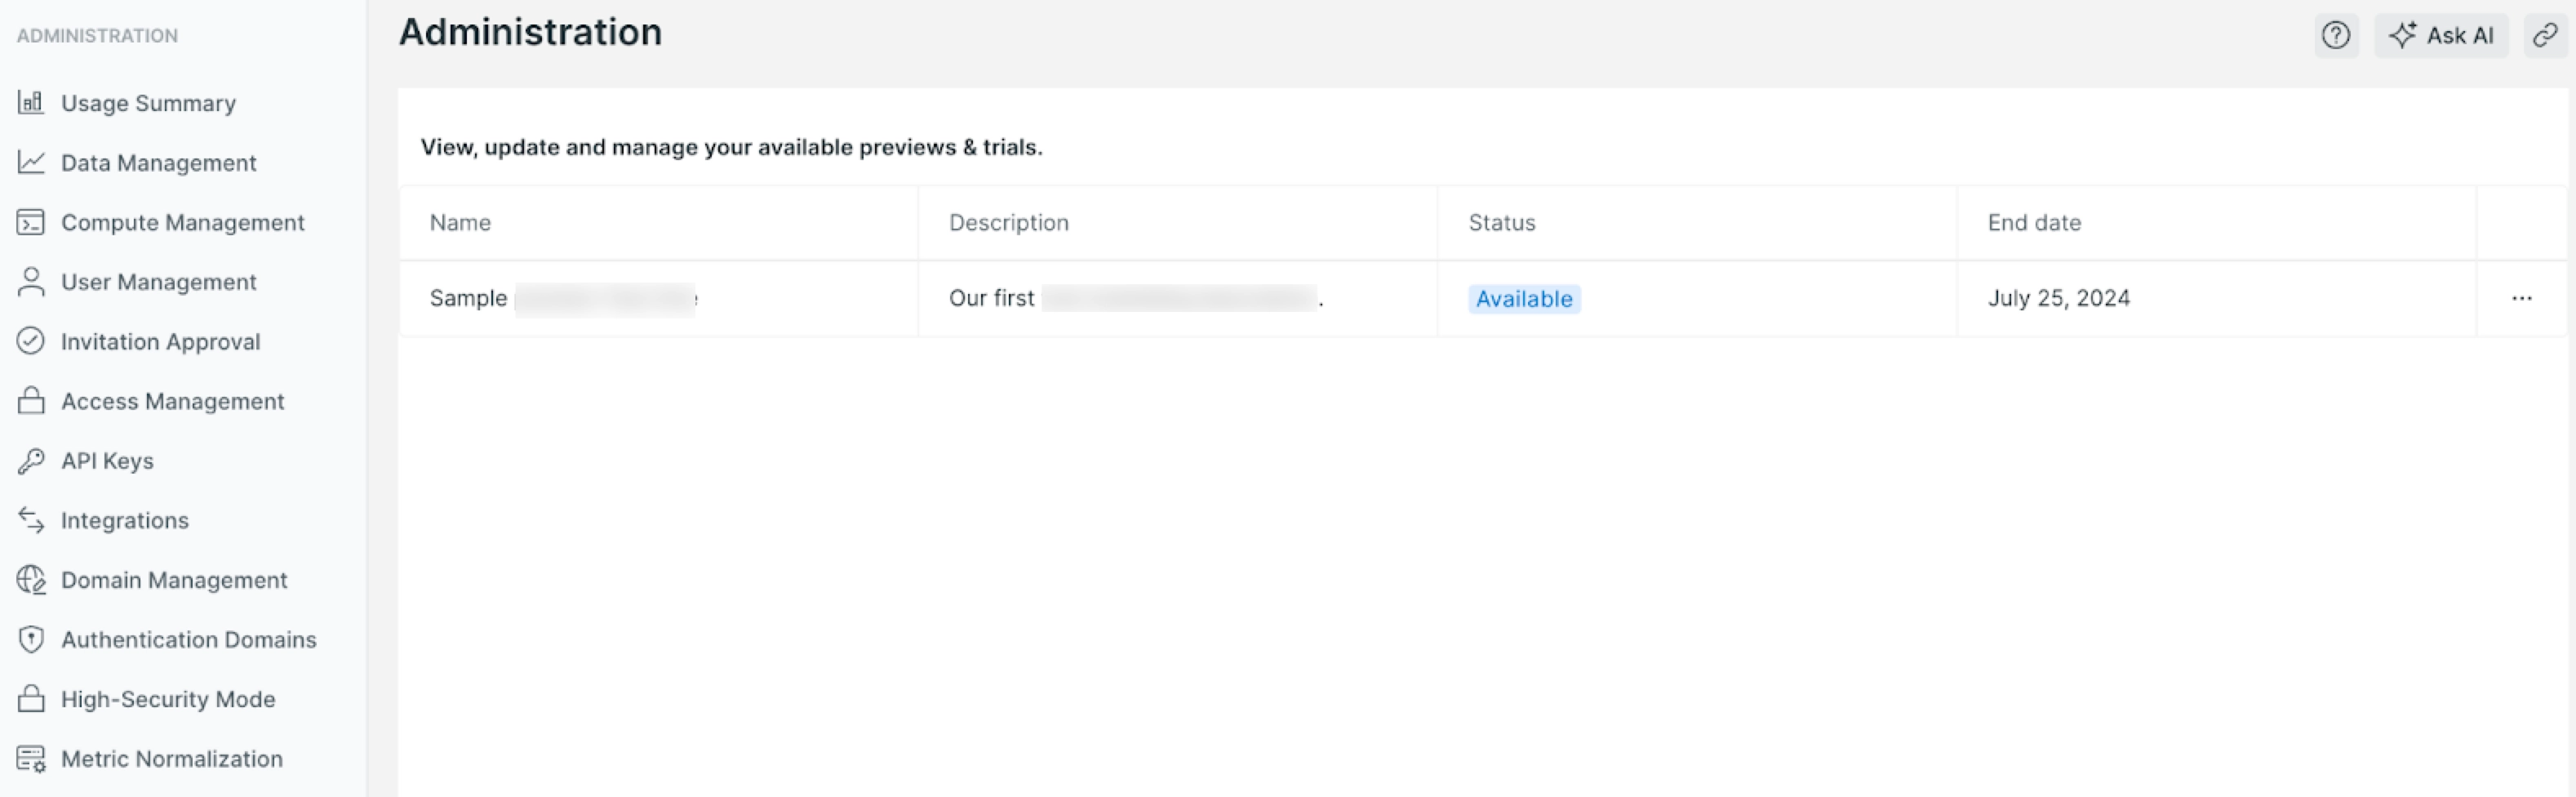 ADMINISTRATION
Usage Summary
Data Management
Compute Management
User Management
Invitation Approval
Access Management
API Keys
Integrations
Domain Management
Authentication Domains
High-Security Mode
Metric Normalization
Administration
Ask AI
View, update and manage your available previews & trials.
Name Description Status End date
Sample Our first . Available July 25, 2024 ...